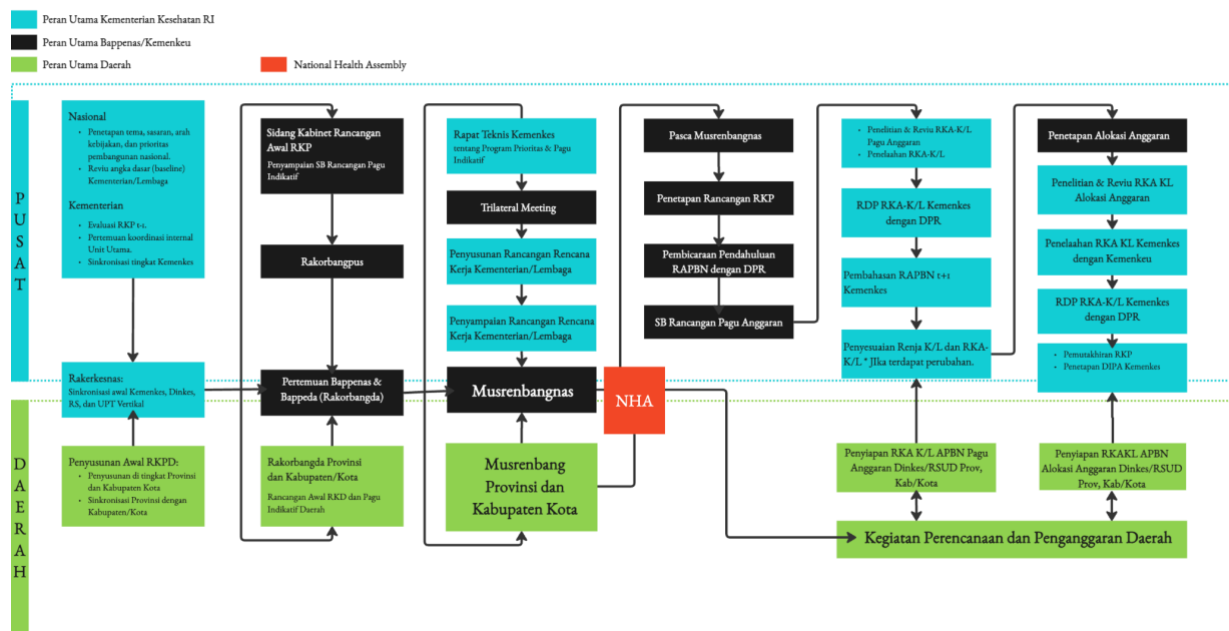 Peran Utama Kementerian Kesehatan RI
Peran Utama Bappenas/Kemenkeu
Peran Utama Daerah
National Health Assembly
PUSAT
Nasional
• Penetapan tema, sasaran, arah
kebijakan, dan prioritas
pembangunan nasional.
• Reviu angka dasar (baseline)
Kementerian/Lembaga
Kementerian
• Evaluasi RKP t-1.
• Pertemuan koordinasi internal
Unit Utama.
• Sinkronisasi tingkat Kemenkes
Rakerkesnas:
Sinkronisasi awal Kemenkes, Dinkes,
RS, dan UPT Vertikal
Sidang Kabinet Rancangan
Awal RKP
Penyampaian SB Rancangan Pagu
Indikatif
Rakorbangpus
Pertemuan Bappenas &
Bappeda (Rakorbangda)
Rapat Teknis Kemenkes
tentang Program Prioritas & Pagu
Indikatif
Trilateral Meeting
Penyusunan Rancangan Rencana
Kerja Kementerian/Lembaga
Penyampaian Rancangan Rencana
Kerja Kementerian/Lembaga
Musrenbangnas
NHA
Pasca Musrenbangnas
Penetapan Rancangan RKP
Pembicaraan Pendahuluan
RAPBN dengan DPR
SB Rancangan Pagu Anggaran
• Penelitian & Reviu RKA-K/L
Pagu Anggaran
• Penelaahan RKA-K/L
RDP RKA-K/L Kemenkes
dengan DPR
Pembahasan RAPBN t+1
Kemenkes
Penyesuaian Renja K/L dan RKA-
K/L * JIka terdapat perubahan.
Penetapan Alokasi Anggaran
Penelitian & Reviu RKA KL
Alokasi Anggaran
Penelaahan RKA KL Kemenkes
dengan Kemenkeu
RDP RKA-K/L Kemenkes
dengan DPR
• Pemutakhiran RKP
• Penetapan DIPA Kemenkes
DAERAH
Penyusunan Awal RKPD:
• Penyusunan di tingkat Provinsi
dan Kabupaten Kota
• Sinkronisasi Provinsi dengan
Kabupaten/Kota
Rakorbangda Provinsi
dan Kabupaten/Kota
Rancangan Awal RKD dan Pagu
Indikatif Daerah
Musrenbang
Provinsi dan
Kabupaten Kota
Penyiapan RKA K/L APBN Pagu
Anggaran Dinkes/RSUD Prov,
Kab/Kota
Penyiapan RKAKL APBN
Alokasi Anggaran Dinkes/RSUD
Prov, Kab/Kota
Kegiatan Perencanaan dan Penganggaran Daerah